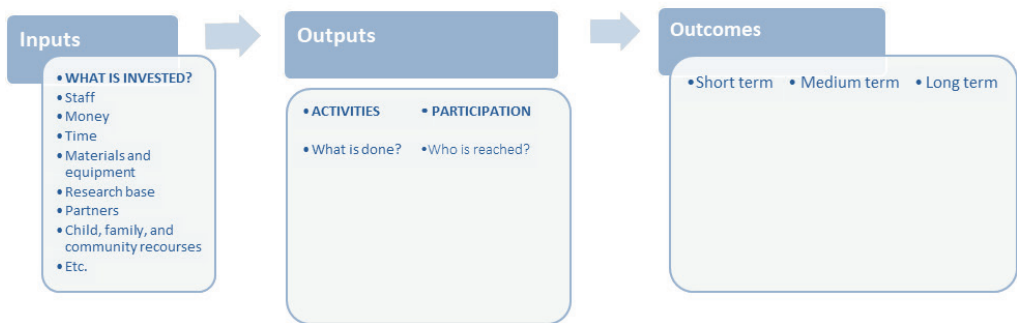 Inputs
• WHAT IS INVESTED?
• Staff
• Money
• Time
• Materials and
equipment
• Research base
• Partners
• Child, family, and
community recourses
• Etc.
Outputs
• ACTIVITIES • PARTICIPATION
• What is done? •Who is reached?
Outcomes
•Short term • Medium term • Long term